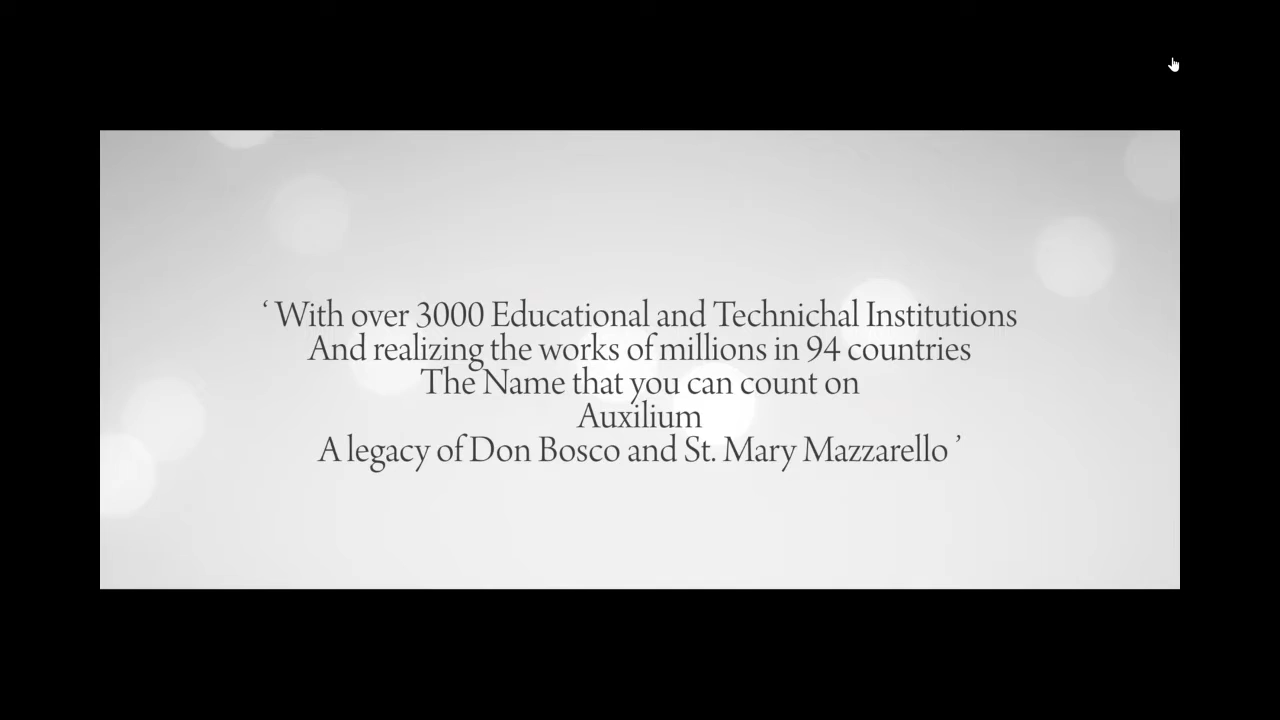 ‘ With over 3000 Educational and Technichal Institutions
And realizing the works of millions in 94 countries
The Name that you can count on
Auxilium
A legacy of Don Bosco and St. Mary Mazzarello ’